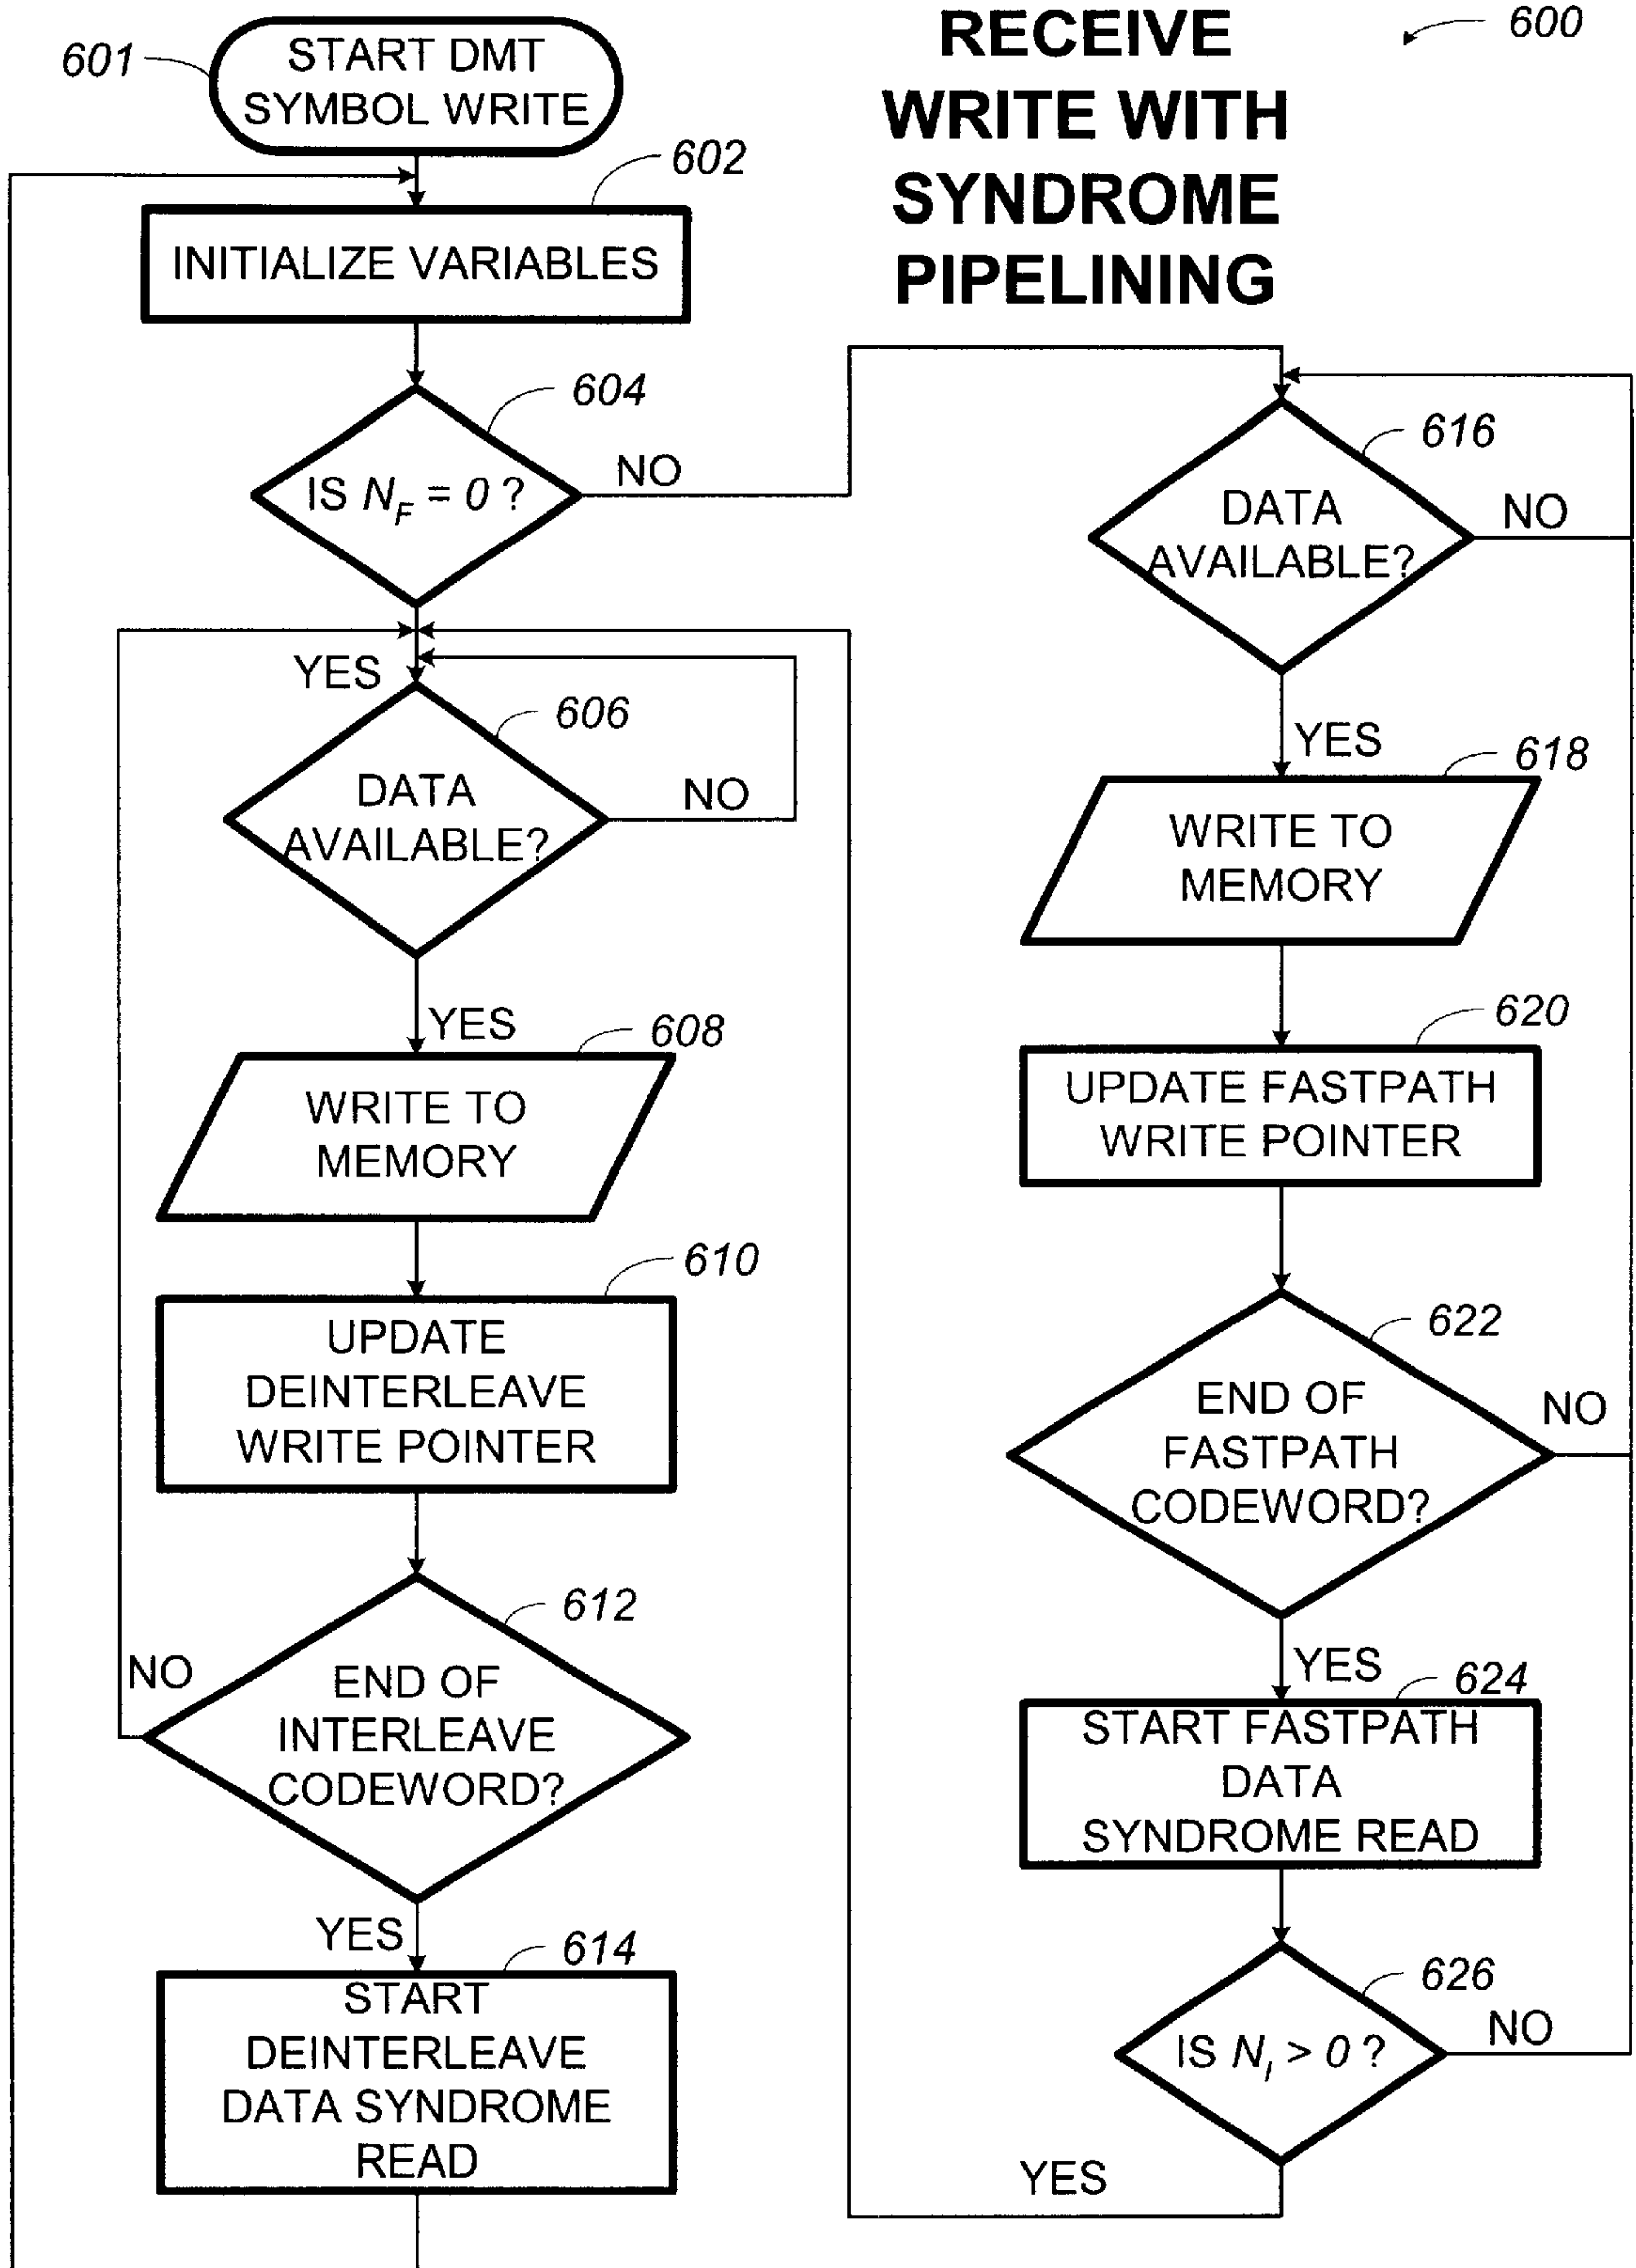 RECEIVE
WRITE WITH
SYNDROME
PIPELINING
600
601
START DMT
SYMBOL WRITE
602
INITIALIZE VARIABLES
604
IS N_F = 0 ?
NO
YES
606
DATA
AVAILABLE?
NO
YES
608
WRITE TO
MEMORY
610
UPDATE
DEINTERLEAVE
WRITE POINTER
612
END OF
INTERLEAVE
CODEWORD?
NO
YES
614
START
DEINTERLEAVE
DATA SYNDROME
READ
616
DATA
AVAILABLE?
NO
YES
618
WRITE TO
MEMORY
620
UPDATE FASTPATH
WRITE POINTER
622
END OF
FASTPATH
CODEWORD?
NO
YES
624
START FASTPATH
DATA
SYNDROME READ
626
IS N_I > 0 ?
NO
YES